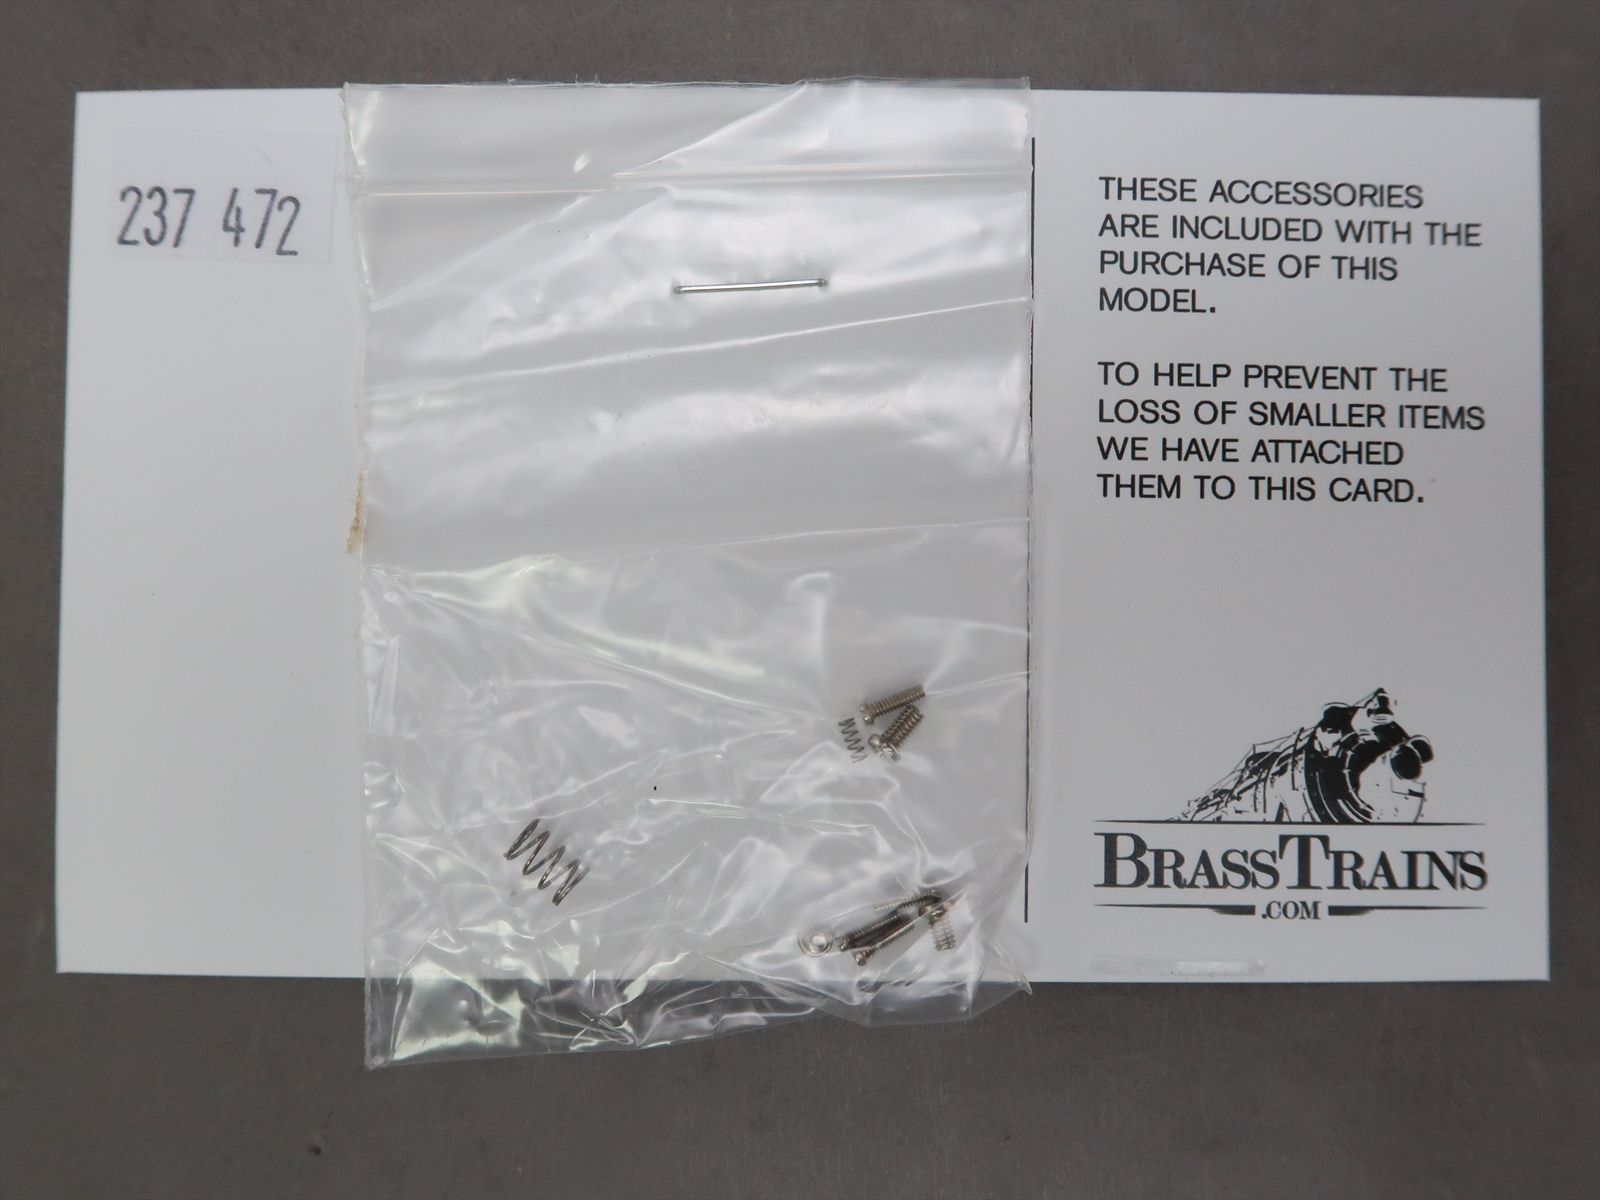 237 472
THESE ACCESSORIES
ARE INCLUDED WITH THE
PURCHASE OF THIS
MODEL.
TO HELP PREVENT THE
LOSS OF SMALLER ITEMS
WE HAVE ATTACHED
THEM TO THIS CARD.
BRASSTRAINS
.COM